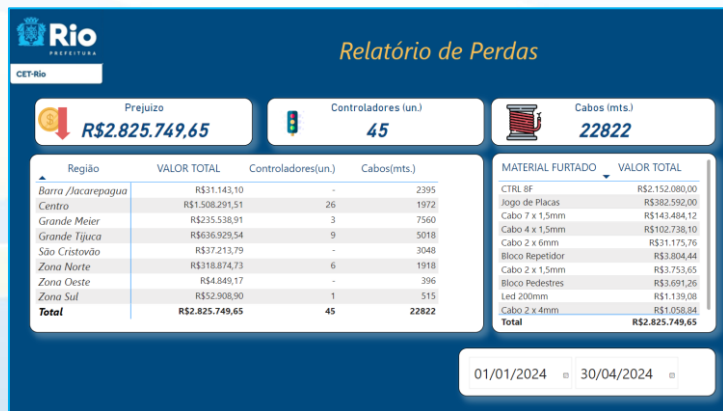 Rio
PREFEITURA
Relatório de Perdas
CET-Rio
Prejuizo
R$2.825.749,65
Controladores (un.)
45
Cabos (mts.)
22822
Região VALOR TOTAL Controladores(un.) Cabos(mts.)
Barra /Jacarepagua R$31.143,10 - 2395
Centro R$1.508.291,51 26 1972
Grande Meier R$235.538,91 3 7560
Grande Tijuca R$636.929,54 9 5018
São Cristovão R$37.213,79 - 3048
Zona Norte R$318.874,73 6 1918
Zona Oeste R$4.849,17 - 396
Zona Sul R$52.908,90 1 515
Total R$2.825.749,65 45 22822
MATERIAL FURTADO VALOR TOTAL
CTRL 8F R$2.152.080,00
Jogo de Placas R$382.592,00
Cabo 7 x 1,5mm R$143.484,12
Cabo 4 x 1,5mm R$102.738,10
Cabo 2 x 6mm R$31.175,76
Bloco Repetidor R$3.804,44
Cabo 2 x 1,5mm R$3.753,65
Bloco Pedestres R$3.691,26
Led 200mm R$1.139,08
Cabo 2 x 4mm R$1.058,84
Total R$2.825.749,65
01/01/2024 30/04/2024